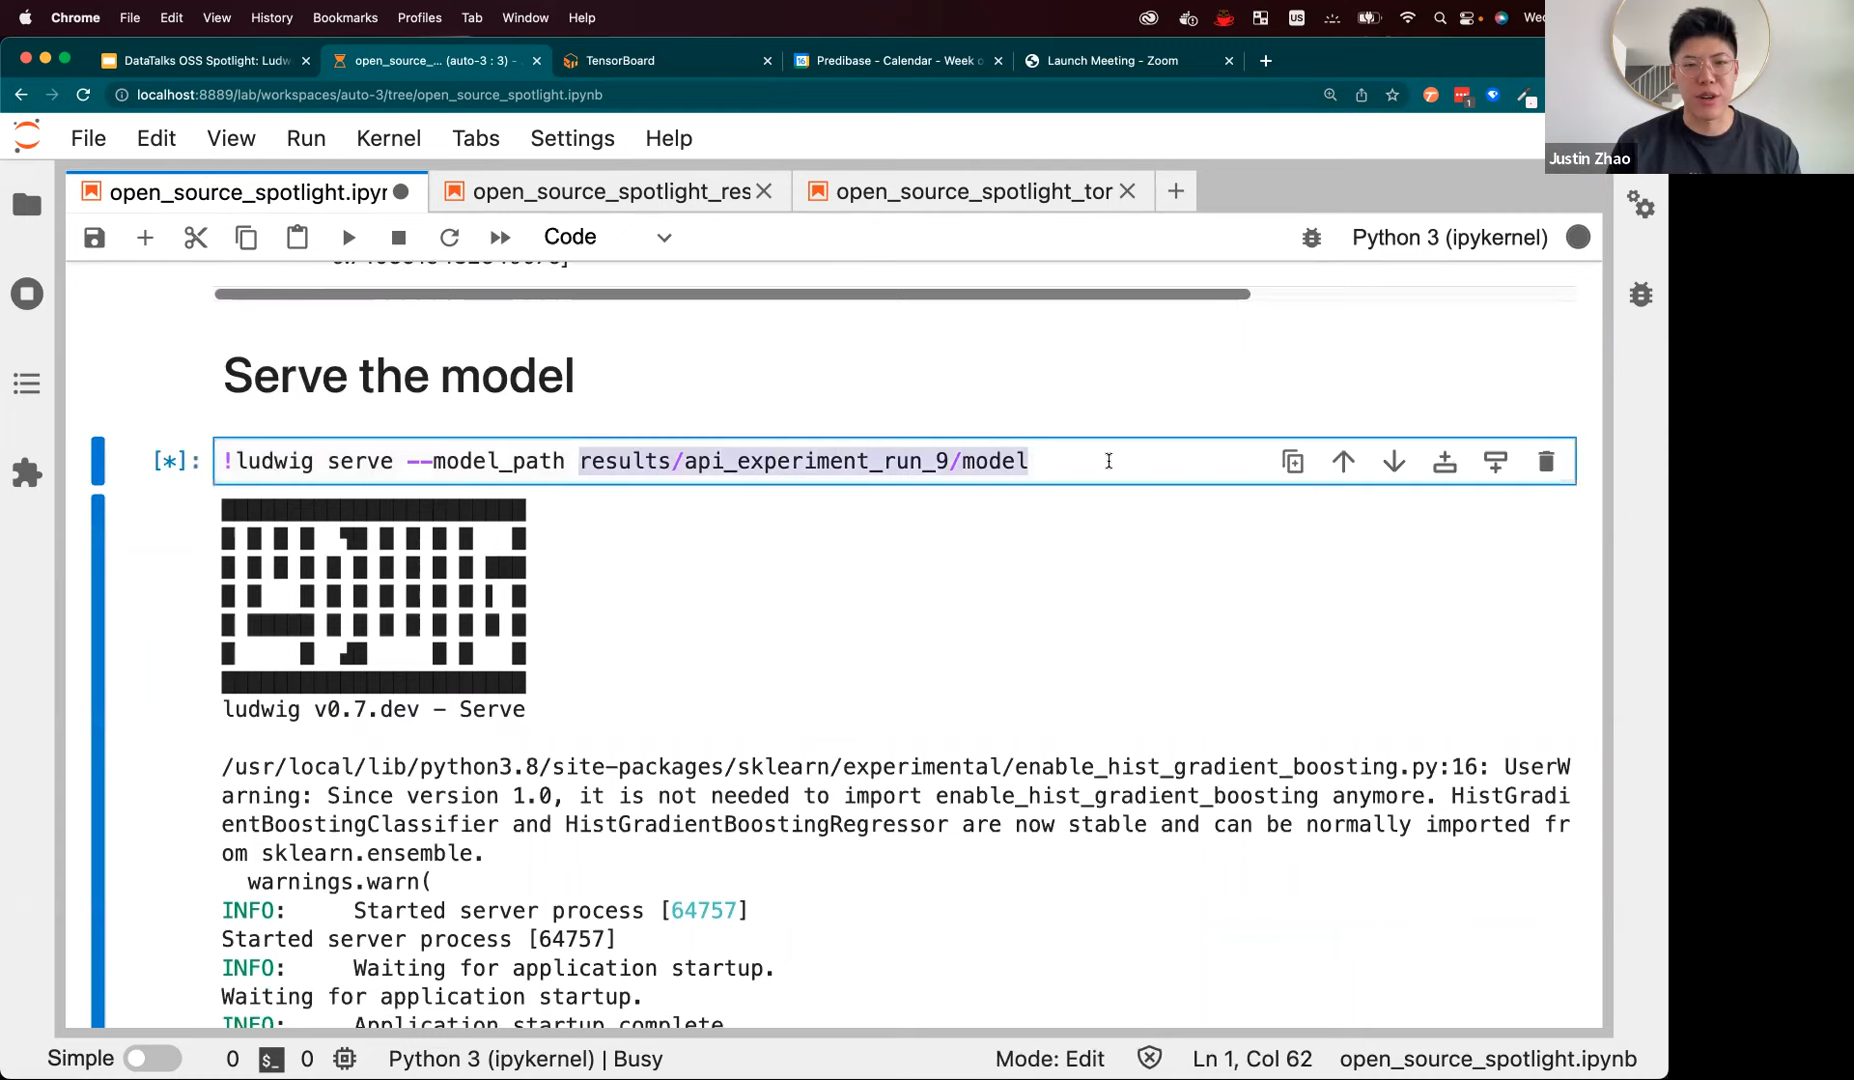 Chrome File Edit View History Bookmarks Profiles Tab Window Help US
DataTalks OSS Spotlight: Ludw open_source_... (auto-3 : 3) - TensorBoard Predibase - Calendar - Week o Launch Meeting - Zoom
localhost:8889/lab/workspaces/auto-3/tree/open_source_spotlight.ipynb
File Edit View Run Kernel Tabs Settings Help
Justin Zhao
open_source_spotlight.ipyr open_source_spotlight_res open_source_spotlight_tor
Code Python 3 (ipykernel)
Serve the model
[*]: !ludwig serve --model_path results/api_experiment_run_9/model
ludwig v0.7.dev - Serve
/usr/local/lib/python3.8/site-packages/sklearn/experimental/enable_hist_gradient_boosting.py:16: UserW
arning: Since version 1.0, it is not needed to import enable_hist_gradient_boosting anymore. HistGradi
entBoostingClassifier and HistGradientBoostingRegressor are now stable and can be normally imported fr
om sklearn.ensemble.
warnings.warn(
INFO: Started server process [64757]
Started server process [64757]
INFO: Waiting for application startup.
Waiting for application startup.
INFO: Application startup complete
Simple 0 $_ 0 Python 3 (ipykernel) | Busy Mode: Edit Ln 1, Col 62 open_source_spotlight.ipynb